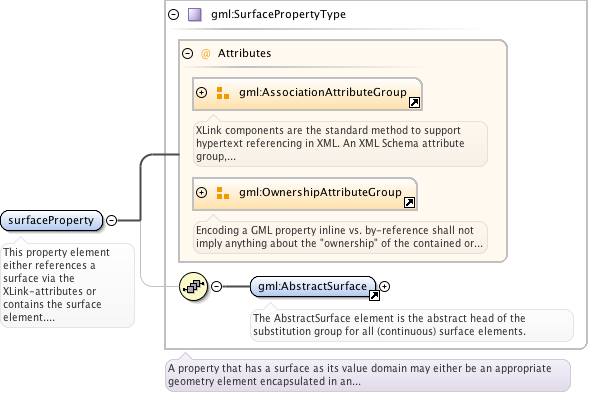 gml:SurfacePropertyType
@ Attributes
gml:AssociationAttributeGroup
XLink components are the standard method to support
hypertext referencing in XML. An XML Schema attribute
group,...
gml:OwnershipAttributeGroup
Encoding a GML property inline vs. by-reference shall not
imply anything about the "ownership" of the contained or...
surfaceProperty
This property element
either references a
surface via the
XLink-attributes or
contains the surface
element....
gml:AbstractSurface
The AbstractSurface element is the abstract head of the
substitution group for all (continuous) surface elements.
A property that has a surface as its value domain may either be an appropriate
geometry element encapsulated in an...